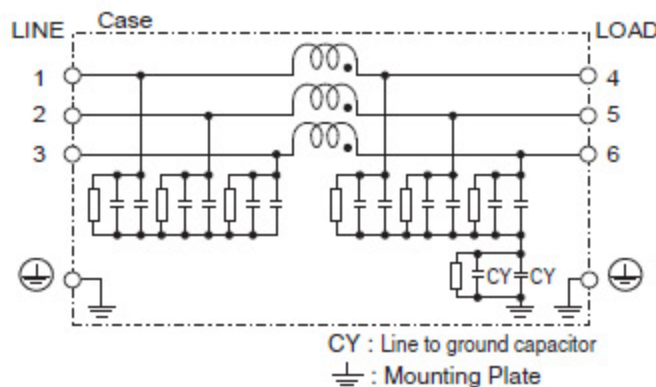 Case
LINE LOAD
1 4
2 5
3 6
CY CY
CY : Line to ground capacitor
: Mounting Plate